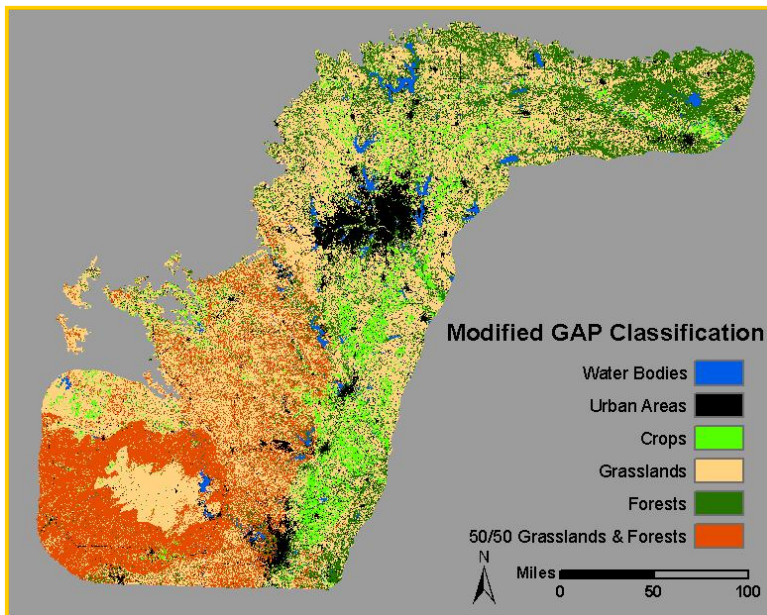 Modified GAP Classification
Water Bodies
Urban Areas
Crops
Grasslands
Forests
50/50 Grasslands & Forests
N
Miles
0 50 100